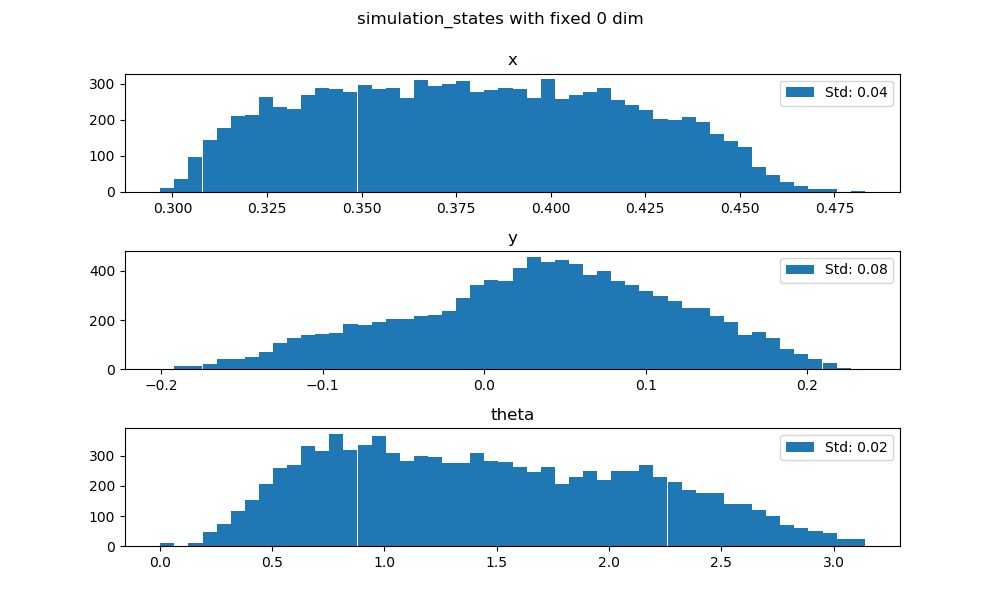 simulation_states with fixed 0 dim
x
Std: 0.04
300
200
100
0
0.300 0.325 0.350 0.375 0.400 0.425 0.450 0.475
y
Std: 0.08
400
200
0
−0.2 −0.1 0.0 0.1 0.2
theta
Std: 0.02
300
200
100
0
0.0 0.5 1.0 1.5 2.0 2.5 3.0